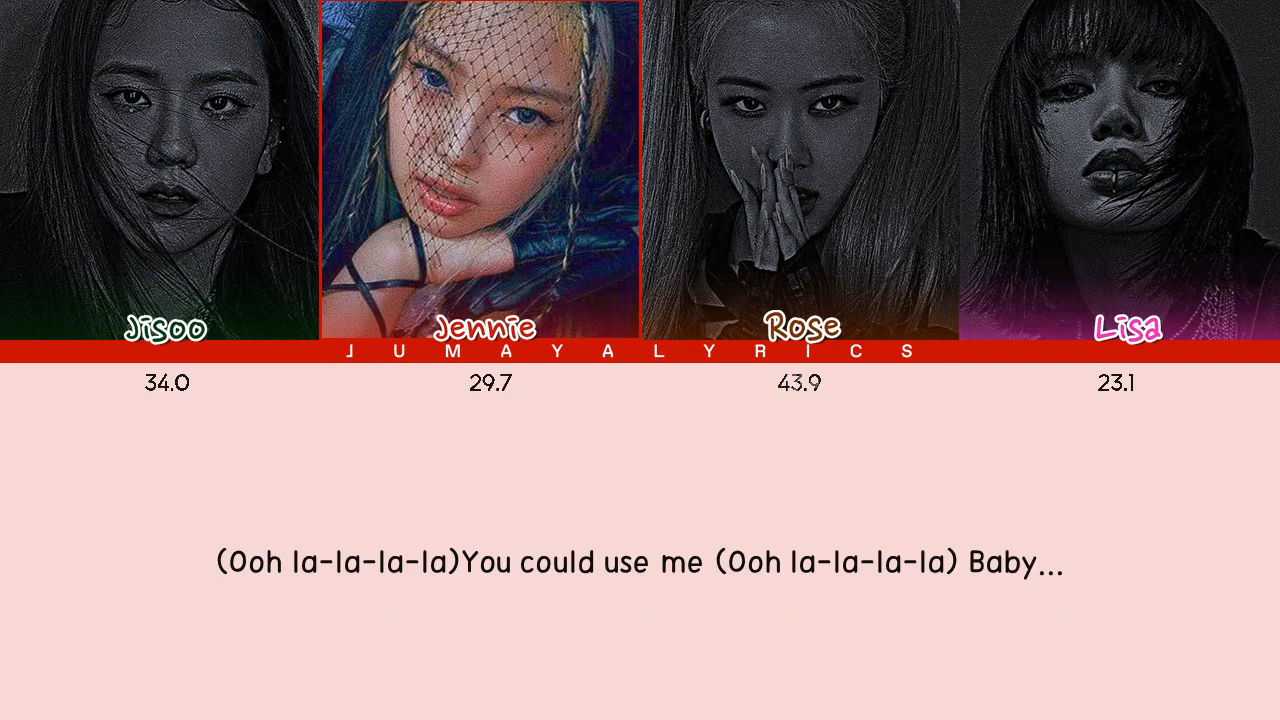 Jisoo Jennie Rose Lisa
JUMAYALYRICS
34.0 29.7 43.9 23.1
(Ooh la-la-la-la)You could use me (Ooh la-la-la-la) Baby...